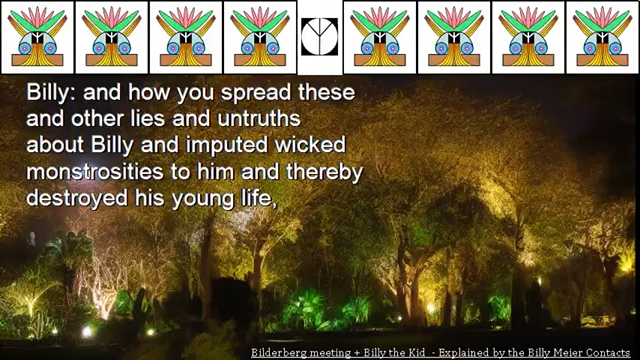 Billy: and how you spread these
and other lies and untruths
about Billy and imputed wicked
monstrosities to him and thereby
destroyed his young life,
Bilderberg meeting + Billy the Kid - Explained by the Billy Meier Contacts